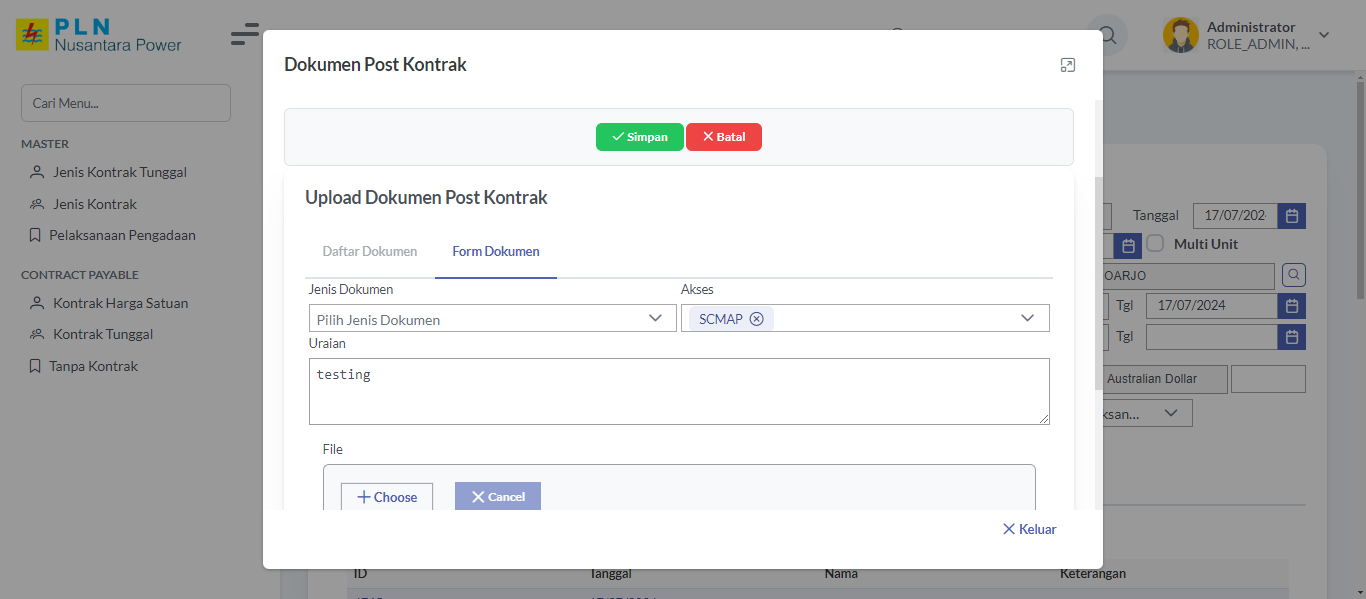 PLN
Nusantara Power
Administrator
ROLE_ADMIN, ...
Cari Menu...
MASTER
Jenis Kontrak Tunggal
Jenis Kontrak
Pelaksanaan Pengadaan
CONTRACT PAYABLE
Kontrak Harga Satuan
Kontrak Tunggal
Tanpa Kontrak
Dokumen Post Kontrak
Simpan
Batal
Upload Dokumen Post Kontrak
Daftar Dokumen
Form Dokumen
Jenis Dokumen
Akses
Pilih Jenis Dokumen
SCMAP
Uraian
testing
File
Choose
Cancel
Keluar
Tanggal
17/07/202
Multi Unit
OARJO
Tgl
17/07/2024
Tgl
Australian Dollar
ksan...
ID
Tanggal
Nama
Keterangan